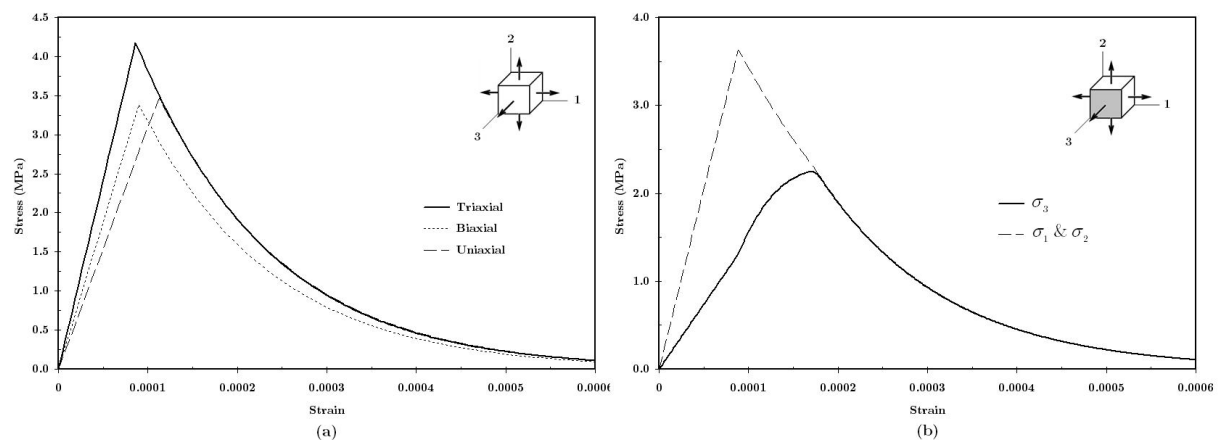 4.5
4.0
3.5
3.0
2.5
2.0
1.5
1.0
0.5
0.0
Stress (MPa)
0 0.0001 0.0002 0.0003 0.0004 0.0005 0.0006
Strain
2
1
3
Triaxial
Biaxial
Uniaxial
(a)
4.0
3.0
2.0
1.0
0.0
Stress (MPa)
0 0.0001 0.0002 0.0003 0.0004 0.0005 0.0006
Strain
2
1
3
σ₃
σ₁ & σ₂
(b)